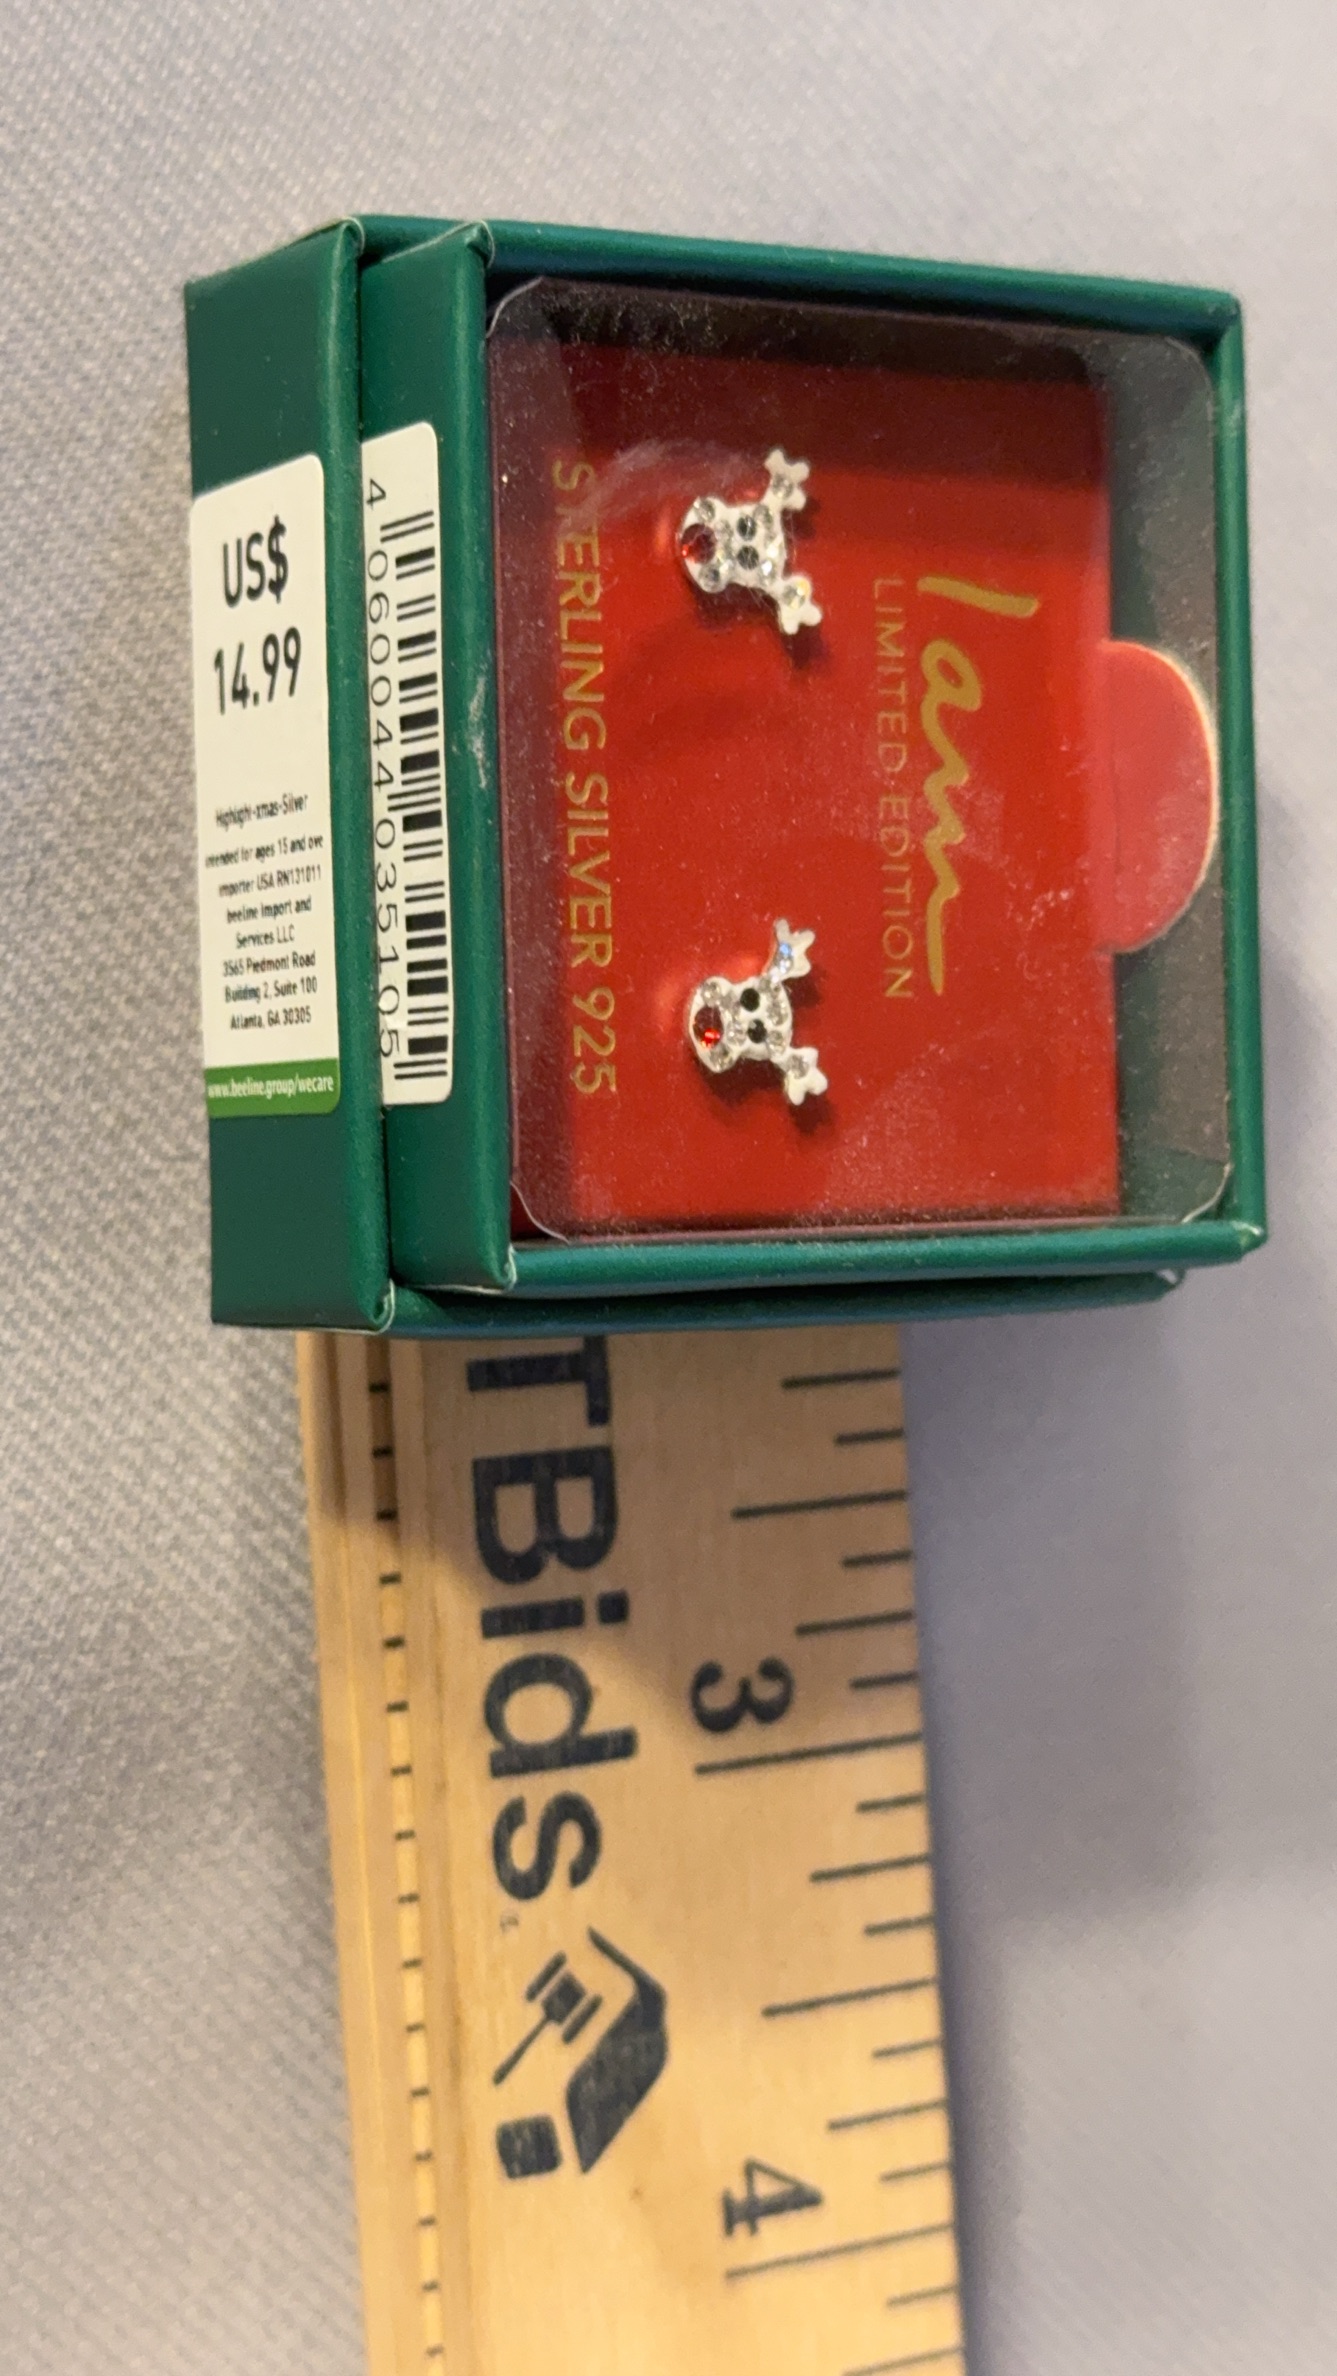 I am
LIMITED EDITION
STERLING SILVER 925
4 060044 035105
US$
14.99
Highlight-xmas-Silver
intended for ages 15 and ove
importer USA RN131011
beeline Import and
Services LLC
3565 Piedmont Road
Building 2, Suite 100
Atlanta, GA 30305
www.beeline.group/wecare
TBids
3
4